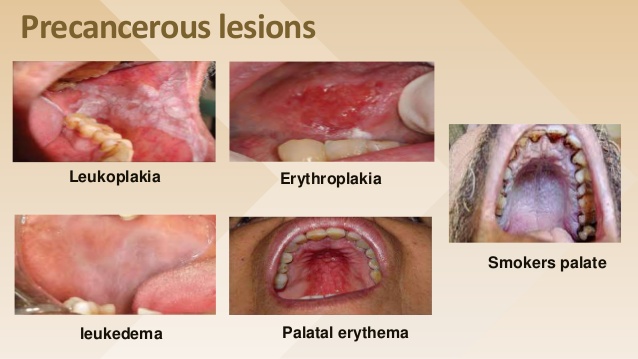 Precancerous lesions
Leukoplakia
Erythroplakia
Smokers palate
leukedema
Palatal erythema